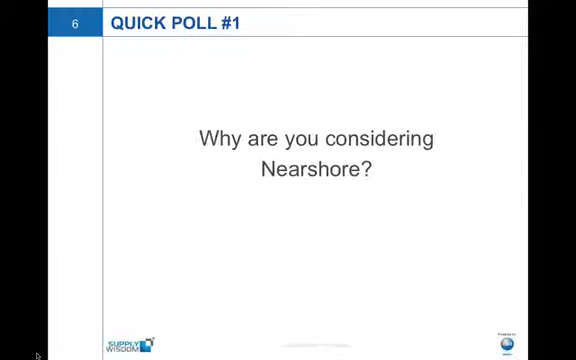 6
QUICK POLL #1
Why are you considering
Nearshore?
SUPPLY
WISDOM